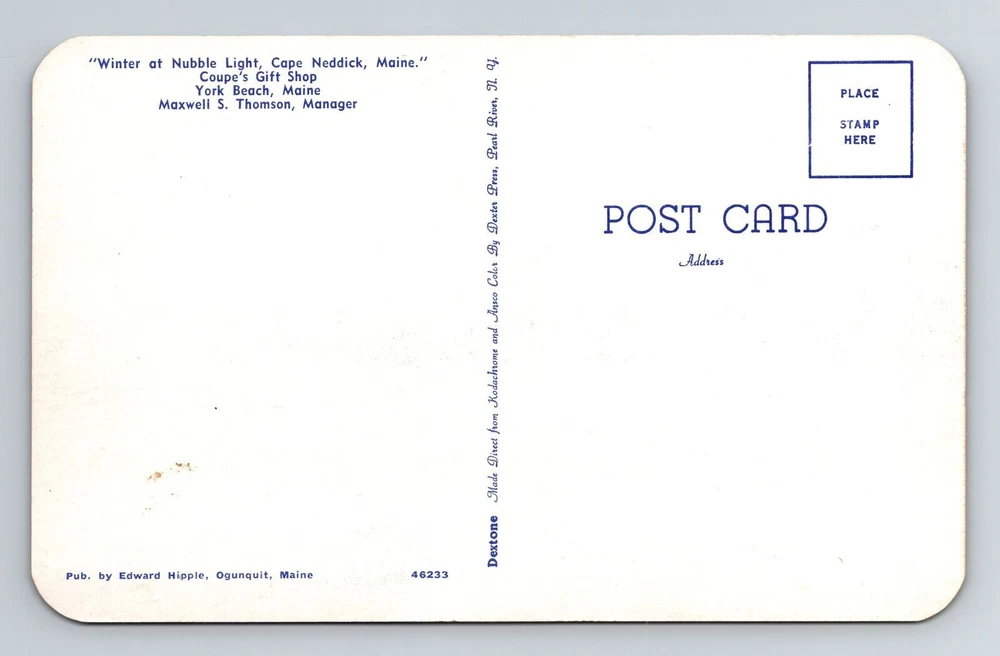 "Winter at Nubble Light, Cape Neddick, Maine."
Coupe's Gift Shop
York Beach, Maine
Maxwell S. Thomson, Manager
Pub. by Edward Hipple, Ogunquit, Maine 46233
Dextone Made Direct from Kodachrome and Ansco Color By Dexter Press, Pearl River, N. Y.
PLACE
STAMP
HERE
POST CARD
Address